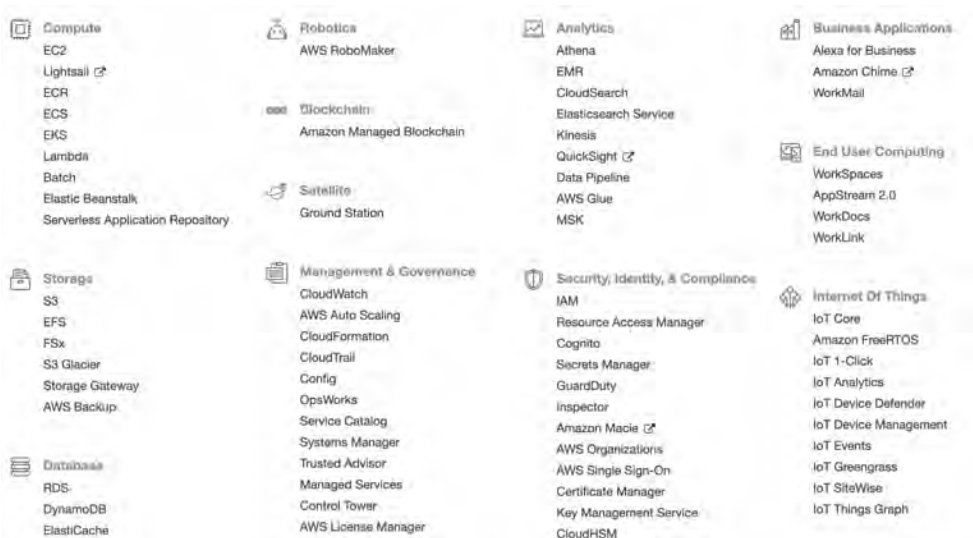 Compute
EC2
Lightsail
ECR
ECS
EKS
Lambda
Batch
Elastic Beanstalk
Serverless Application Repository
Storage
S3
EFS
FSx
S3 Glacier
Storage Gateway
AWS Backup
Database
RDS
DynamoDB
ElastiCache
Robotics
AWS RoboMaker
Blockchain
Amazon Managed Blockchain
Satellite
Ground Station
Management & Governance
CloudWatch
AWS Auto Scaling
CloudFormation
CloudTrail
Config
OpsWorks
Service Catalog
Systems Manager
Trusted Advisor
Managed Services
Control Tower
AWS License Manager
Analytics
Athena
EMR
CloudSearch
Elasticsearch Service
Kinesis
QuickSight
Data Pipeline
AWS Glue
MSK
Security, Identity, & Compliance
IAM
Resource Access Manager
Cognito
Secrets Manager
GuardDuty
Inspector
Amazon Macie
AWS Organizations
AWS Single Sign-On
Certificate Manager
Key Management Service
CloudHSM
Business Applications
Alexa for Business
Amazon Chime
WorkMail
End User Computing
WorkSpaces
AppStream 2.0
WorkDocs
WorkLink
Internet Of Things
IoT Core
Amazon FreeRTOS
IoT 1-Click
IoT Analytics
IoT Device Defender
IoT Device Management
IoT Events
IoT Greengrass
IoT SiteWise
IoT Things Graph